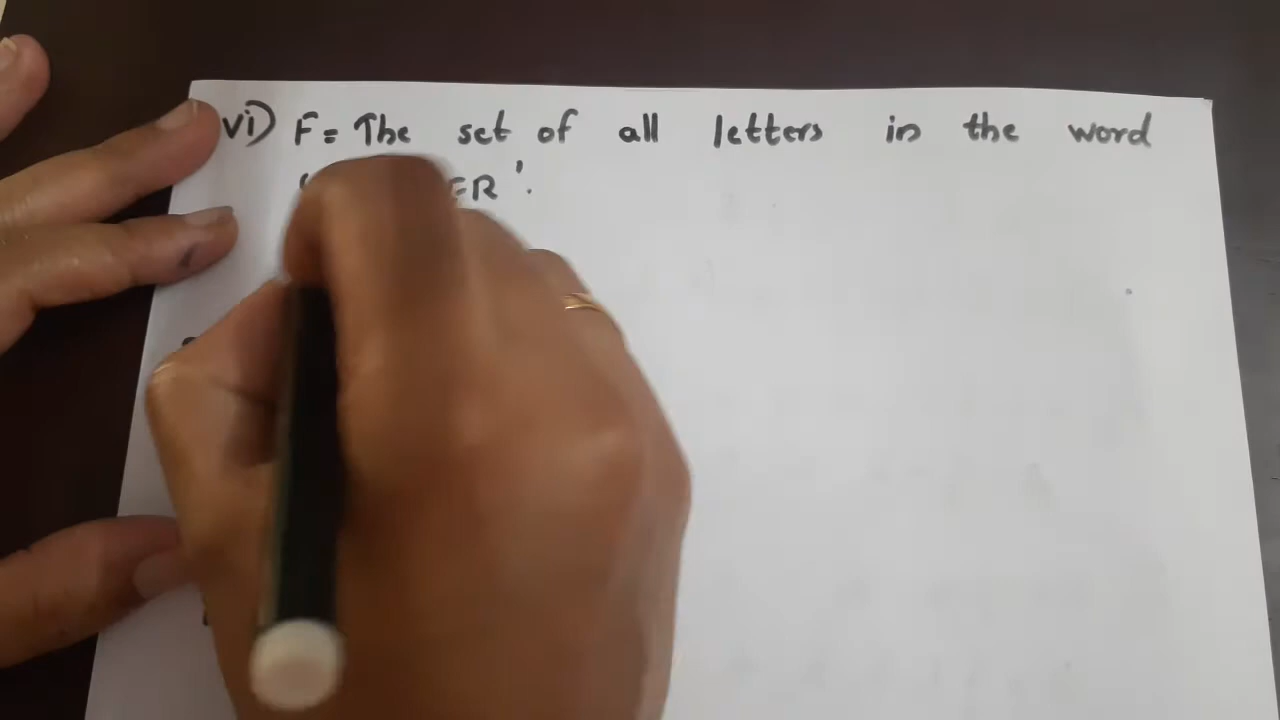 vi) F = The set of all letters in the word
ER'.